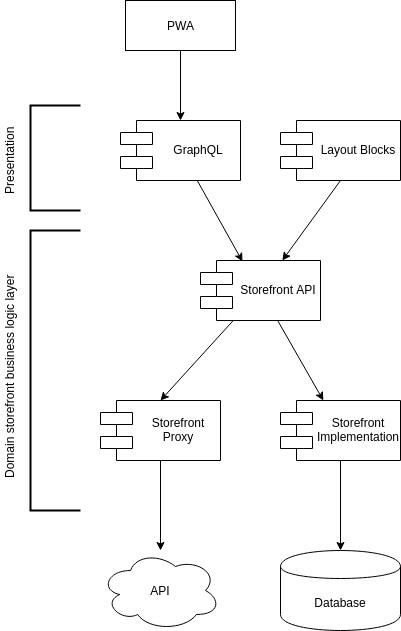 PWA
Presentation
GraphQL
Layout Blocks
Domain storefront business logic layer
Storefront API
Storefront
Proxy
Storefront
Implementation
API
Database